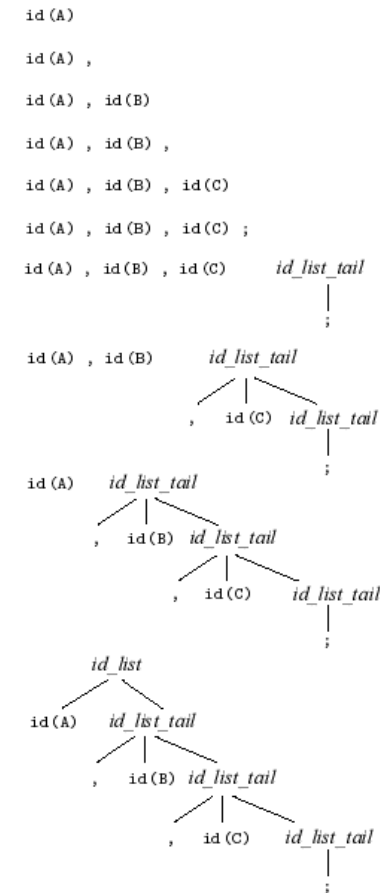 id(A)
id(A) ,
id(A) , id(B)
id(A) , id(B) ,
id(A) , id(B) , id(C)
id(A) , id(B) , id(C) ;
id(A) , id(B) , id(C) id_list_tail
;
id(A) , id(B) id_list_tail
, id(C) id_list_tail
;
id(A) id_list_tail
, id(B) id_list_tail
, id(C) id_list_tail
;
id_list
id(A) id_list_tail
, id(B) id_list_tail
, id(C) id_list_tail
;